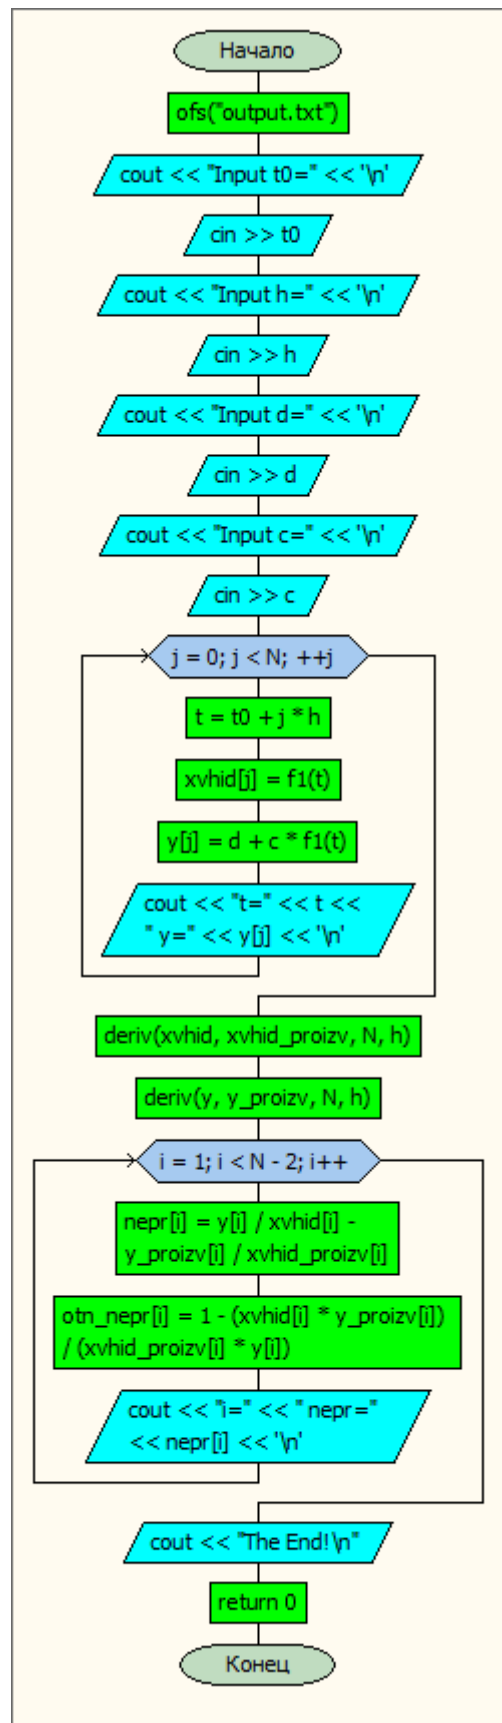 Начало
ofs("output.txt")
cout << "Input t0=" << '\n'
cin >> t0
cout << "Input h=" << '\n'
cin >> h
cout << "Input d=" << '\n'
cin >> d
cout << "Input c=" << '\n'
cin >> c
j = 0; j < N; ++j
t = t0 + j * h
xvhid[j] = f1(t)
y[j] = d + c * f1(t)
cout << "t=" << t <<
" y=" << y[j] << '\n'
deriv(xvhid, xvhid_proizv, N, h)
deriv(y, y_proizv, N, h)
i = 1; i < N - 2; i++
nepr[i] = y[i] / xvhid[i] -
y_proizv[i] / xvhid_proizv[i]
otn_nepr[i] = 1 - (xvhid[i] * y_proizv[i])
/ (xvhid_proizv[i] * y[i])
cout << "i=" << " nepr="
<< nepr[i] << '\n'
cout << "The End!\n"
return 0
Конец